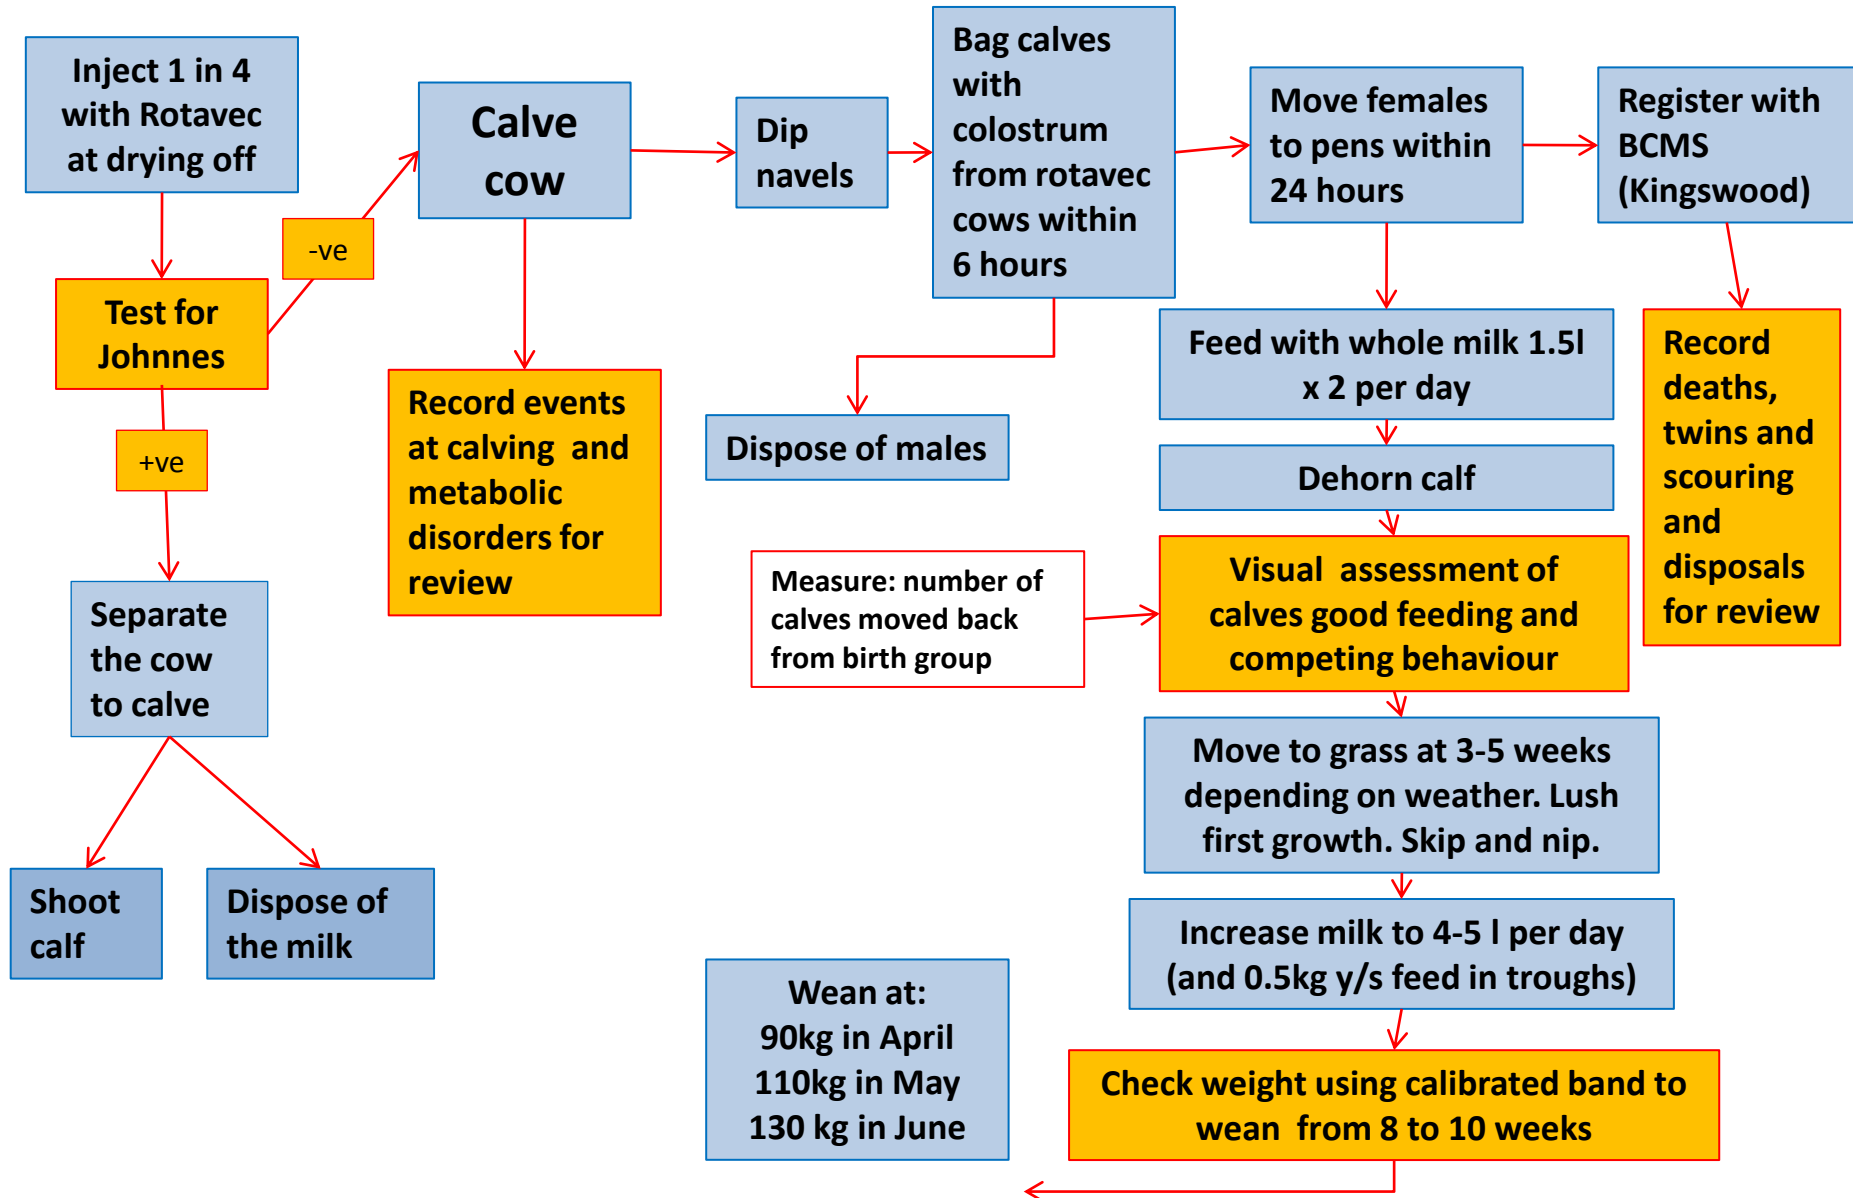 Inject 1 in 4
with Rotavec
at drying off
-ve
Test for
Johnnes
+ve
Separate
the cow
to calve
Shoot
calf
Dispose of
the milk
Calve
cow
Record events
at calving  and
metabolic
disorders for
review
Dip
navels
Bag calves
with
colostrum
from rotavec
cows within
6 hours
Dispose of males
Move females
to pens within
24 hours
Register with
BCMS
(Kingswood)
Record
deaths,
twins and
scouring
and
disposals
for review
Feed with whole milk 1.5l
x 2 per day
Dehorn calf
Measure: number of
calves moved back
from birth group
Visual  assessment of
calves good feeding and
competing behaviour
Move to grass at 3-5 weeks
depending on weather. Lush
first growth. Skip and nip.
Increase milk to 4-5 l per day
(and 0.5kg y/s feed in troughs)
Check weight using calibrated band to
wean  from 8 to 10 weeks
Wean at:
90kg in April
110kg in May
130 kg in June